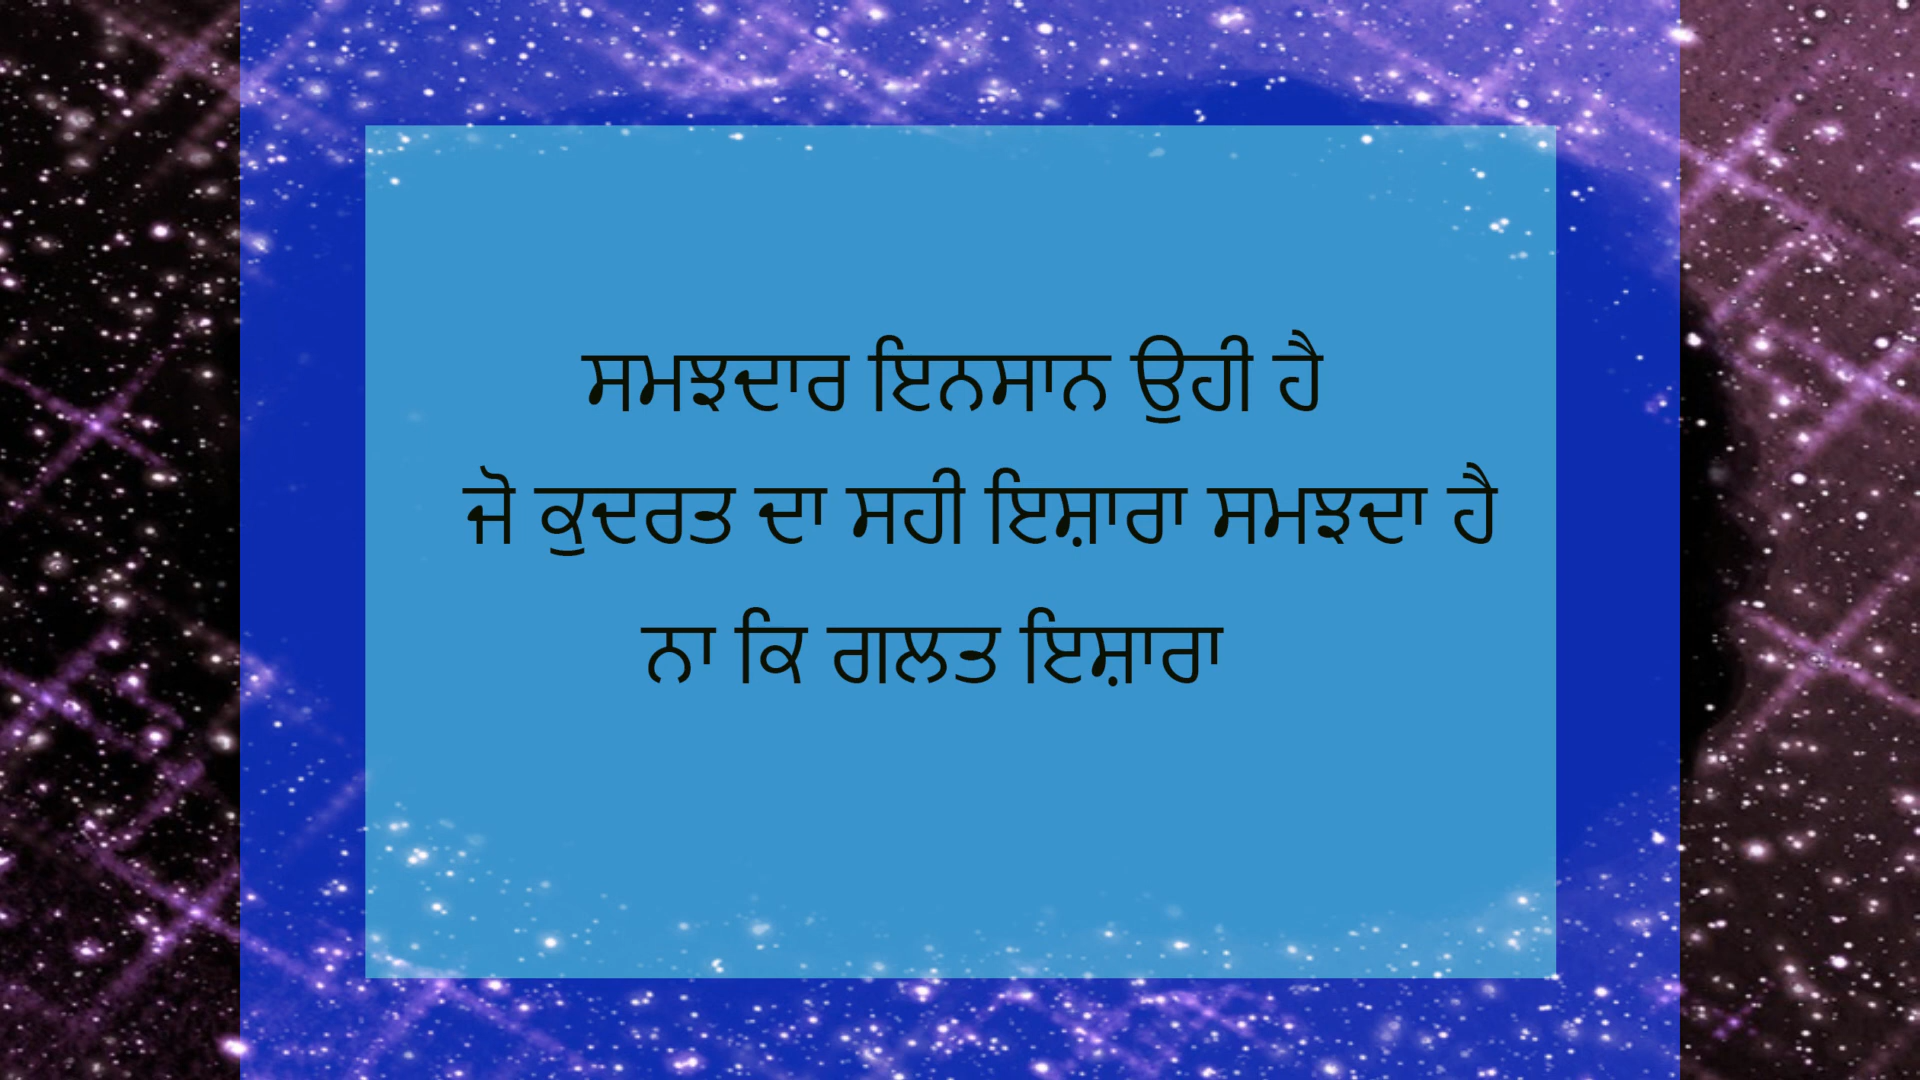 ਸਮਝਦਾਰ ਇਨਸਾਨ ਉਹੀ ਹੈ
ਜੋ ਕੁਦਰਤ ਦਾ ਸਹੀ ਇਸ਼ਾਰਾ ਸਮਝਦਾ ਹੈ
ਨਾ ਕਿ ਗਲਤ ਇਸ਼ਾਰਾ